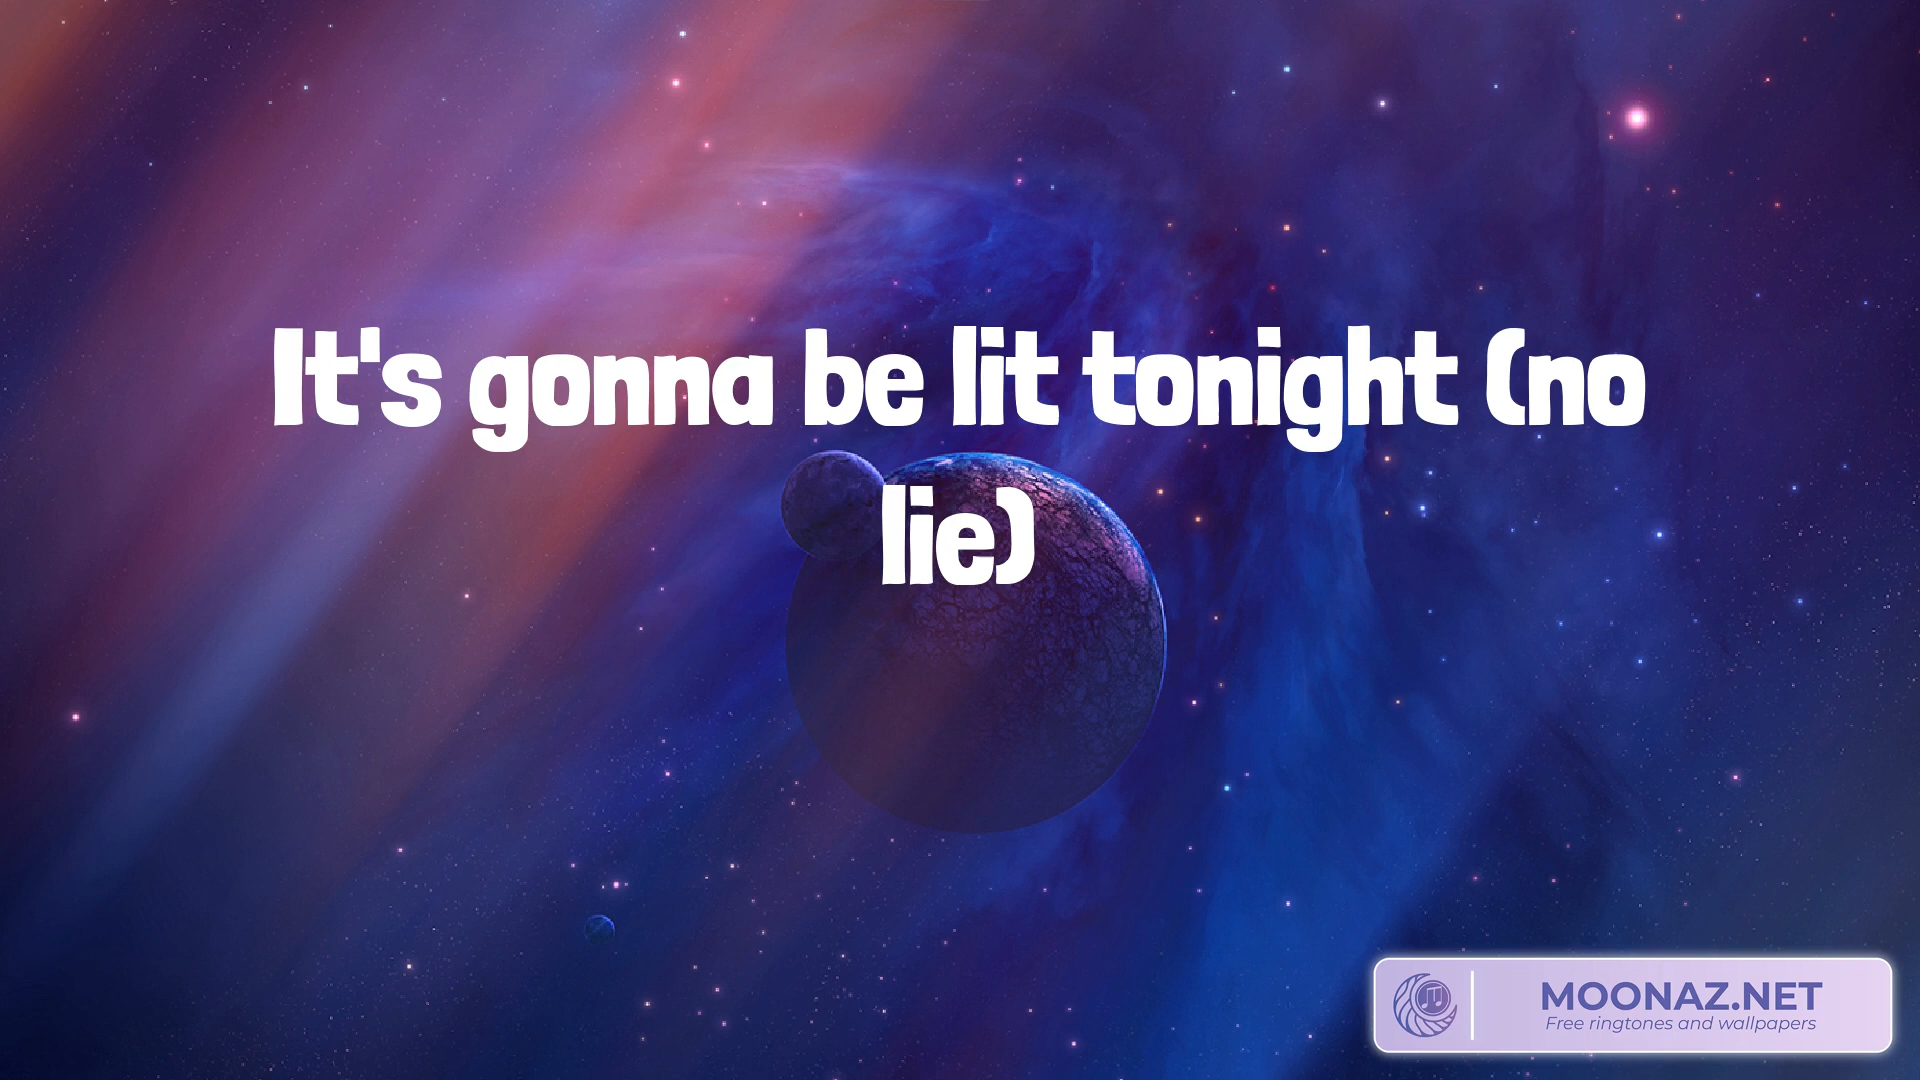 It's gonna be lit tonight (no
lie)
MOONAZ.NET
Free ringtones and wallpapers